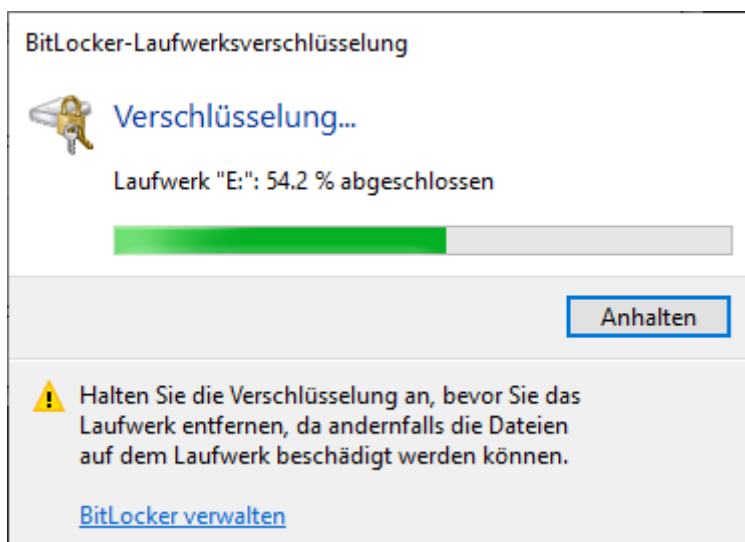 BitLocker-Laufwerksverschlüsselung
Verschlüsselung...
Laufwerk "E:": 54.2 % abgeschlossen
Anhalten
Halten Sie die Verschlüsselung an, bevor Sie das
Laufwerk entfernen, da andernfalls die Dateien
auf dem Laufwerk beschädigt werden können.
BitLocker verwalten